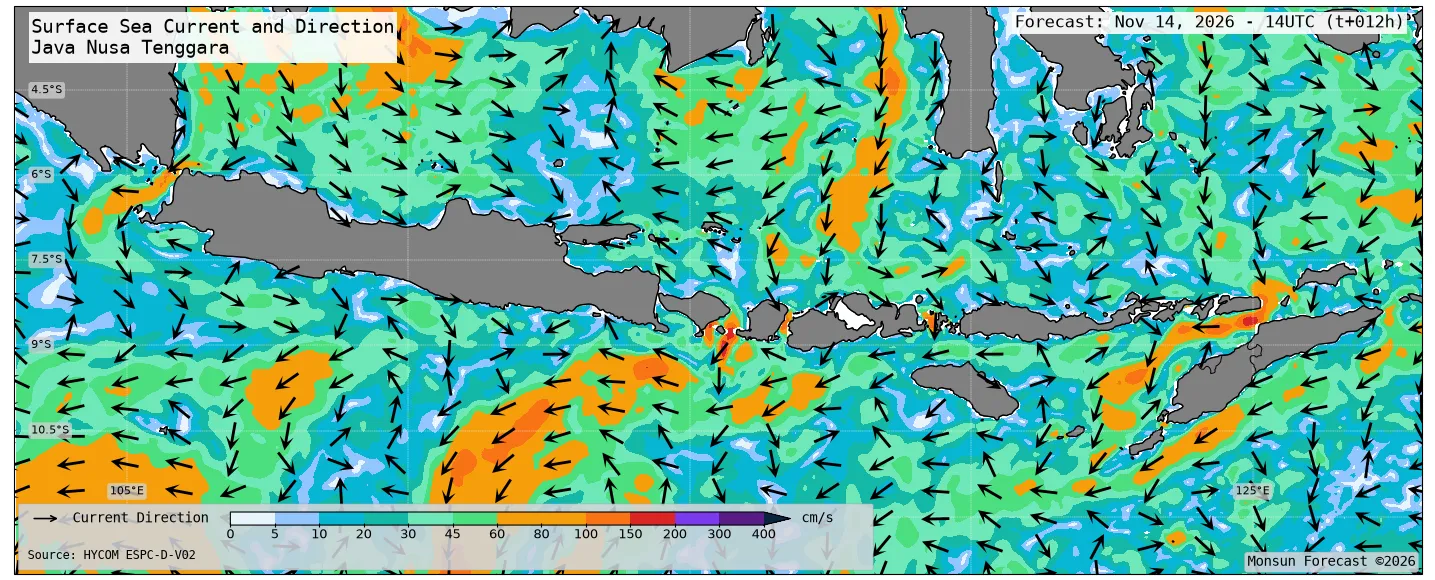 Surface Sea Current and Direction
Java Nusa Tenggara
Forecast: Nov 14, 2026 - 14UTC (t+012h)
4.5°S
6°S
7.5°S
9°S
10.5°S
105°E
125°E
Current Direction
0 5 10 20 30 45 60 80 100 150 200 300 400 cm/s
Source: HYCOM ESPC-D-V02
Monsun Forecast ©2026